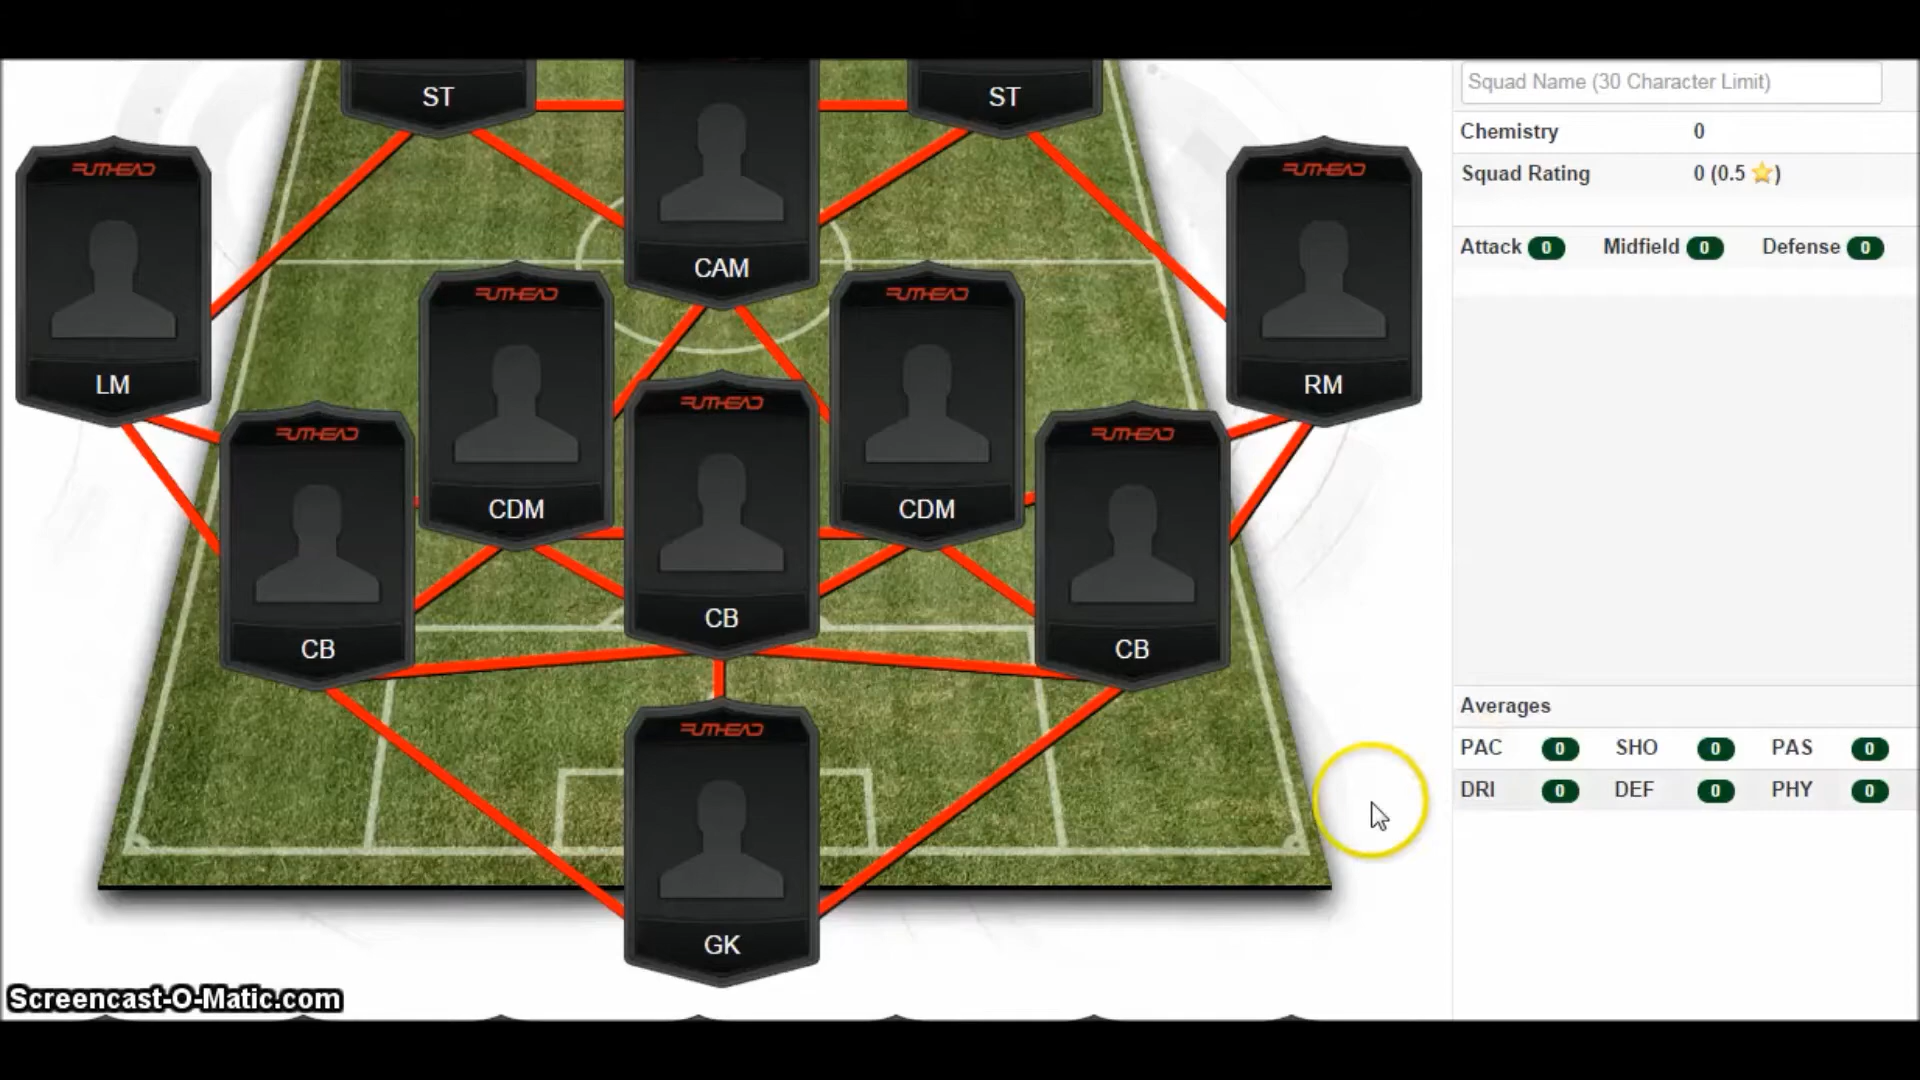 ST
ST
Squad Name (30 Character Limit)
Chemistry 0
Squad Rating 0 (0.5 ⭐)
Attack 0 Midfield 0 Defense 0
FUTHEAD
LM
CAM
FUTHEAD
RM
FUTHEAD
CDM
FUTHEAD
CDM
FUTHEAD
CB
FUTHEAD
CB
FUTHEAD
CB
FUTHEAD
GK
Averages
PAC 0 SHO 0 PAS 0
DRI 0 DEF 0 PHY 0
Screencast-O-Matic.com